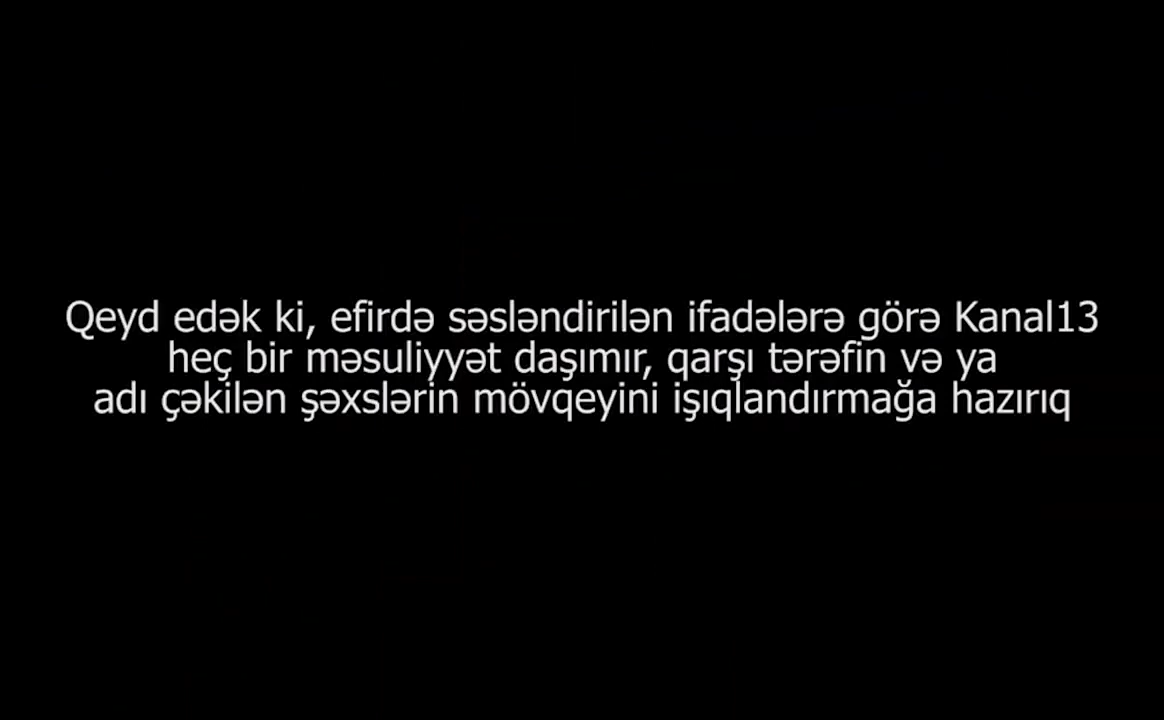 Qeyd edək ki, efirdə səsləndirilən ifadələrə görə Kanal13
heç bir məsuliyyət daşımır, qarşı tərəfin və ya
adı çəkilən şəxslərin mövqeyini işıqlandırmağa hazırıq